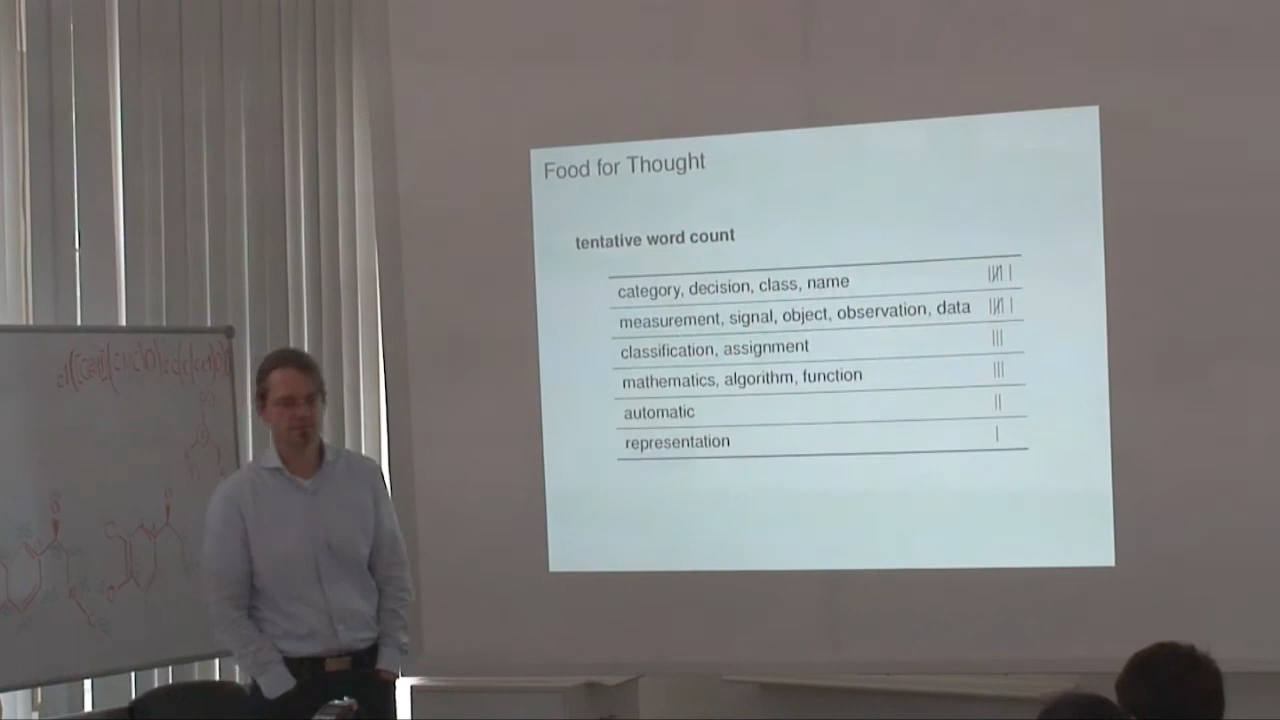 Food for Thought
tentative word count
category, decision, class, name |||| |
measurement, signal, object, observation, data |||| |
classification, assignment |||
mathematics, algorithm, function |||
automatic ||
representation |